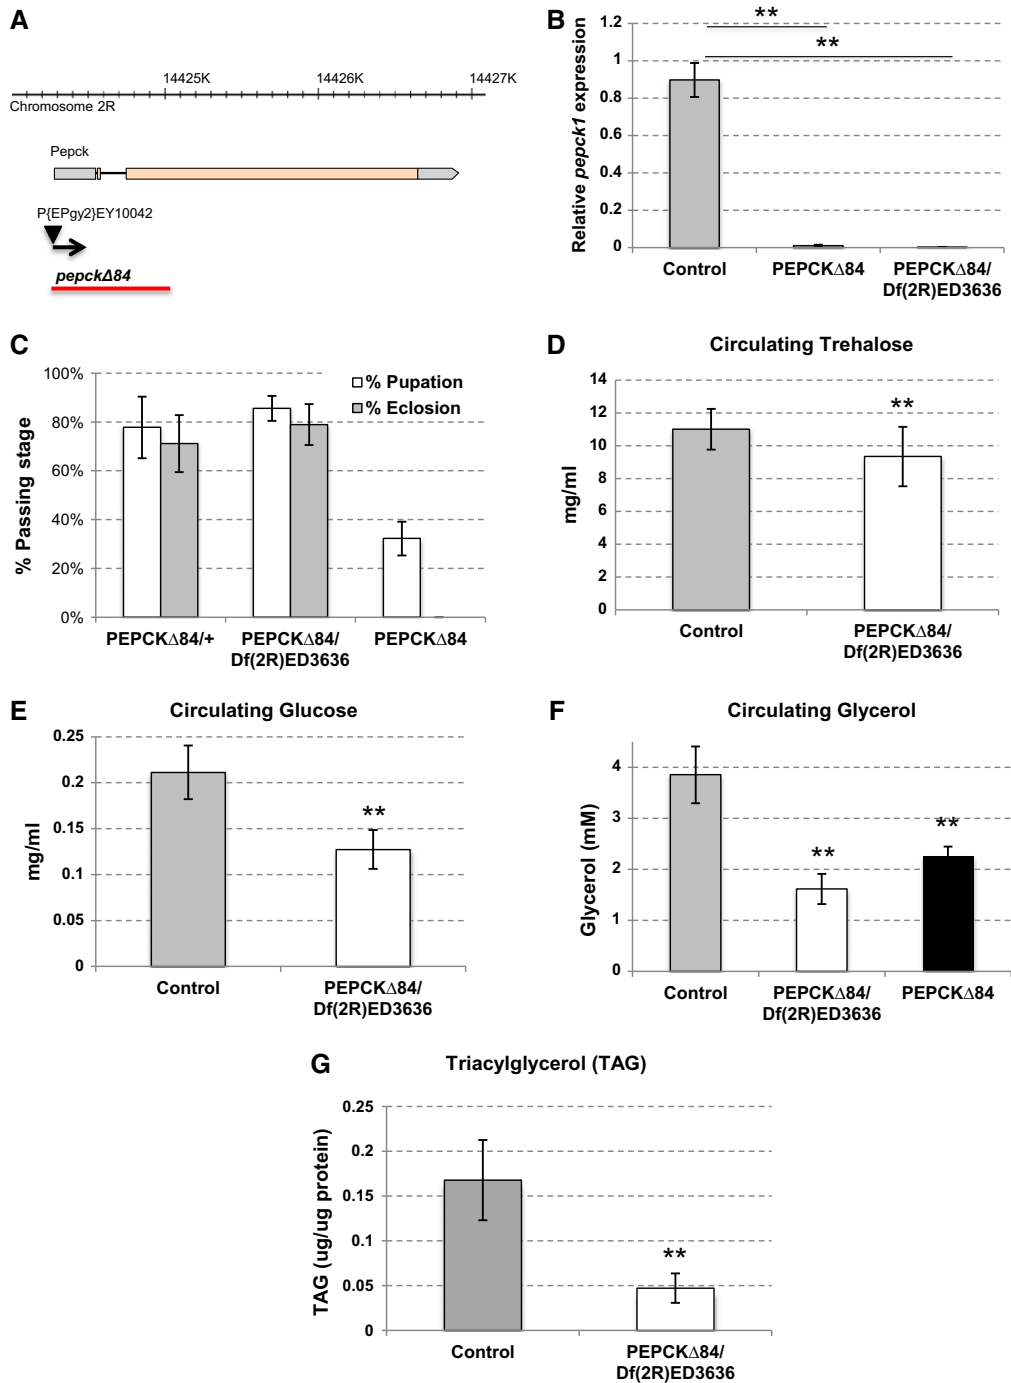 A
14425K
14426K
14427K
Chromosome 2R
Pepck
P{EPgy2}EY10042
pepckΔ84
B
Relative pepck1 expression
1.2
1
0.8
0.6
0.4
0.2
0
**
**
Control
PEPCKΔ84
PEPCKΔ84/
Df(2R)ED3636
C
% Passing stage
100%
80%
60%
40%
20%
0%
% Pupation
% Eclosion
PEPCKΔ84/+
PEPCKΔ84/
Df(2R)ED3636
PEPCKΔ84
D
Circulating Trehalose
mg/ml
14
12
10
8
6
4
2
0
**
Control
PEPCKΔ84/
Df(2R)ED3636
E
Circulating Glucose
mg/ml
0.25
0.2
0.15
0.1
0.05
0
**
Control
PEPCKΔ84/
Df(2R)ED3636
F
Circulating Glycerol
Glycerol (mM)
4
3
2
1
0
**
**
Control
PEPCKΔ84/
Df(2R)ED3636
PEPCKΔ84
G
Triacylglycerol (TAG)
TAG (ug/ug protein)
0.25
0.2
0.15
0.1
0.05
0
**
Control
PEPCKΔ84/
Df(2R)ED3636